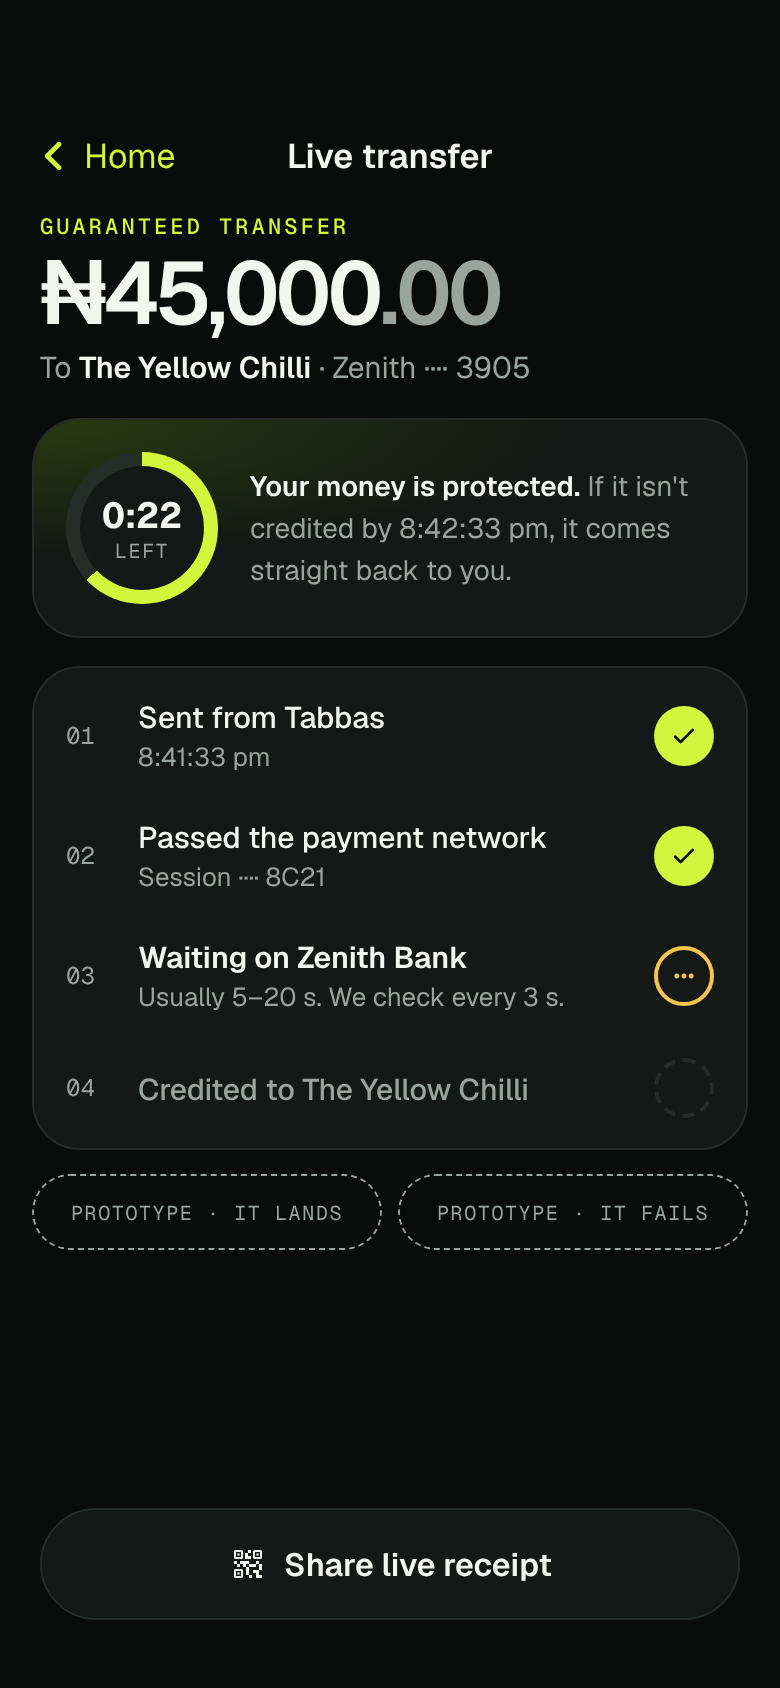 Home
Live transfer
GUARANTEED TRANSFER
₦45,000.00
To The Yellow Chilli · Zenith ···· 3905
0:22
LEFT
Your money is protected. If it isn't
credited by 8:42:33 pm, it comes
straight back to you.
01
Sent from Tabbas
8:41:33 pm
02
Passed the payment network
Session ···· 8C21
03
Waiting on Zenith Bank
Usually 5–20 s. We check every 3 s.
04
Credited to The Yellow Chilli
PROTOTYPE · IT LANDS
PROTOTYPE · IT FAILS
Share live receipt